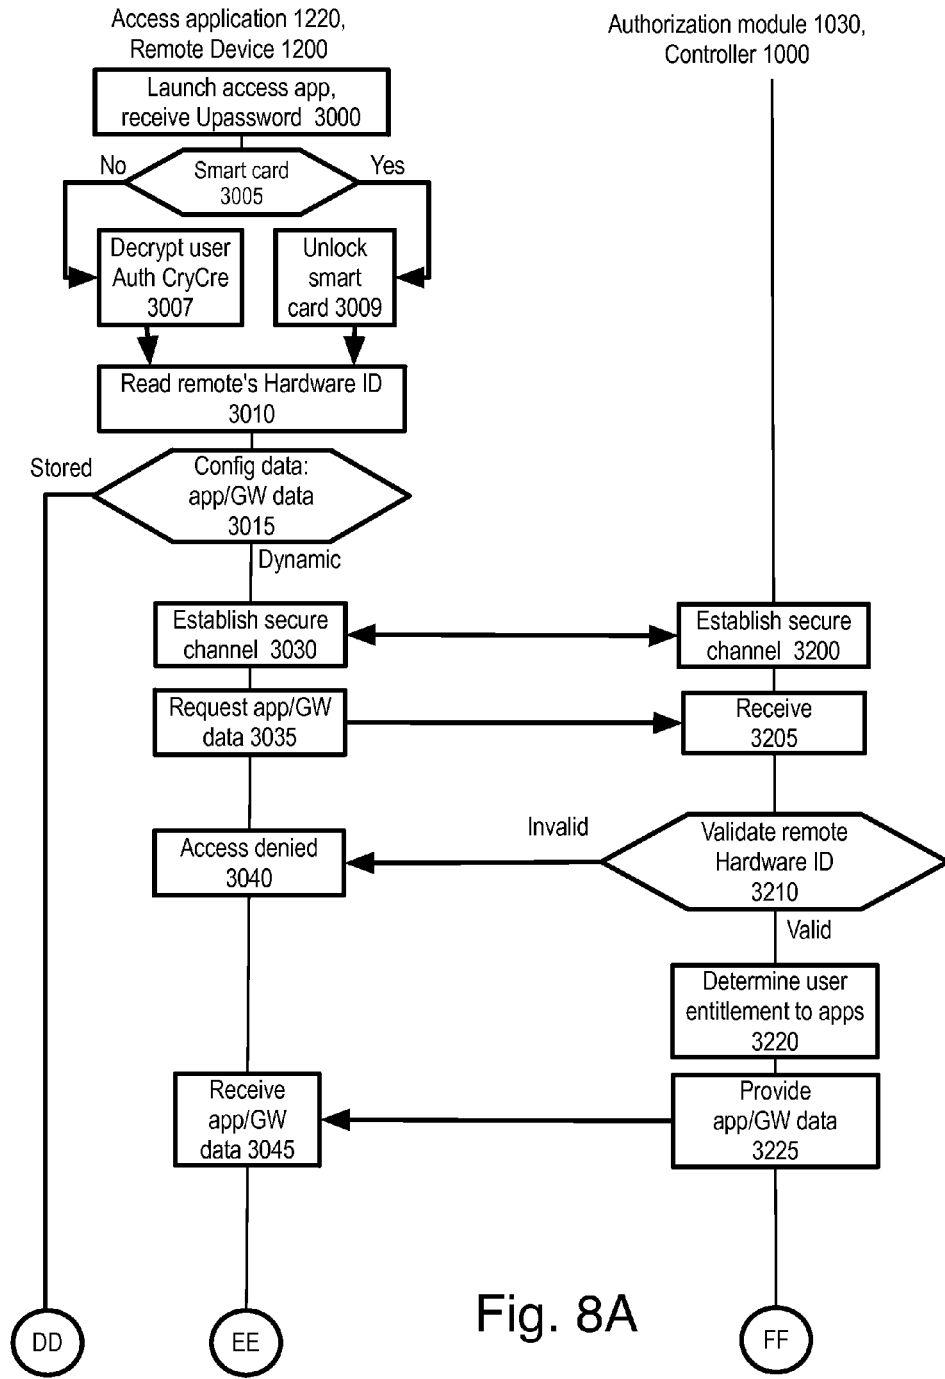 Access application 1220,
Remote Device 1200
Authorization module 1030,
Controller 1000
Launch access app,
receive Upassword 3000
No
Smart card
3005
Yes
Decrypt user
Auth CryCre
3007
Unlock
smart
card 3009
Read remote's Hardware ID
3010
Stored
Config data:
app/GW data
3015
Dynamic
Establish secure
channel 3030
Establish secure
channel 3200
Request app/GW
data 3035
Receive
3205
Invalid
Validate remote
Hardware ID
3210
Access denied
3040
Valid
Determine user
entitlement to apps
3220
Receive
app/GW
data 3045
Provide
app/GW data
3225
Fig. 8A
DD
EE
FF